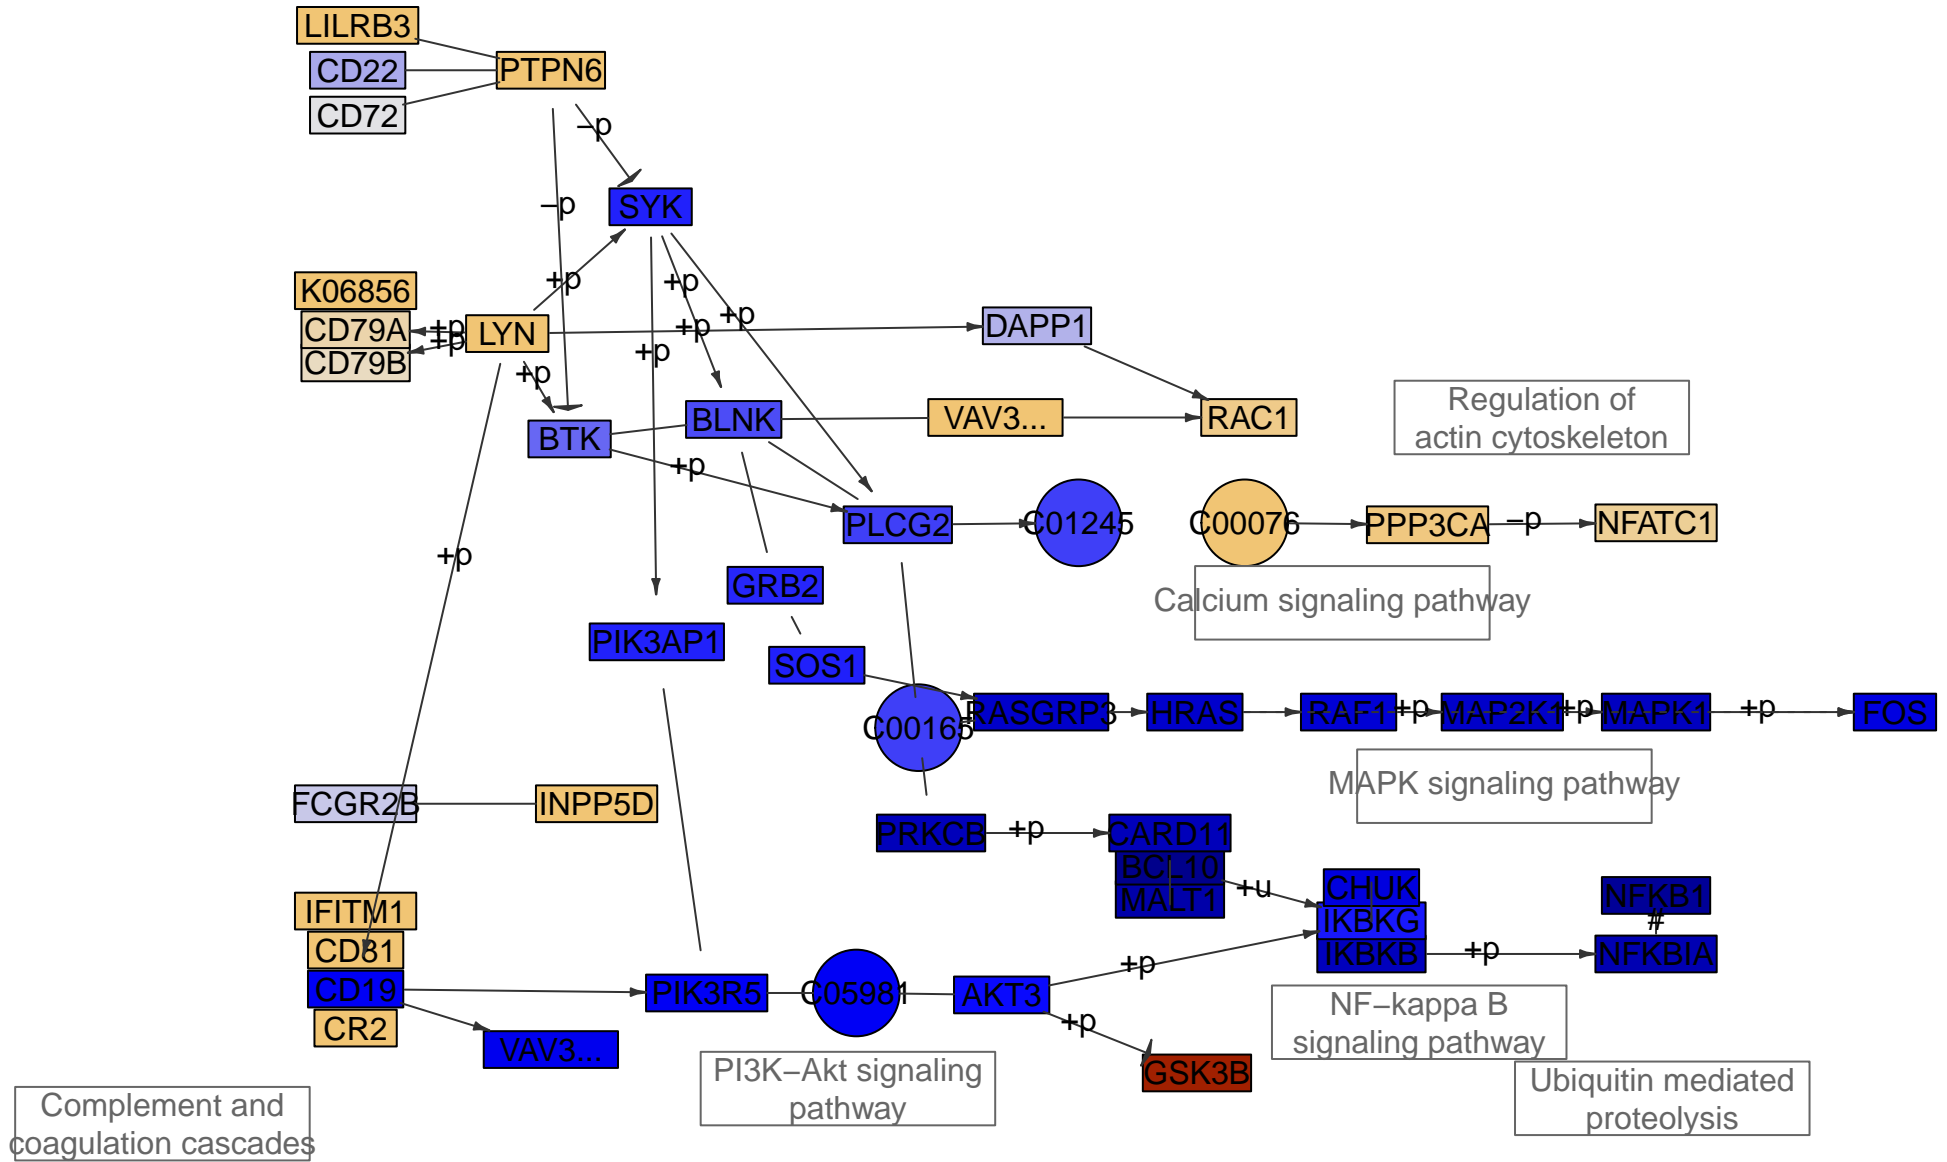 LILRB3
CD22
PTPN6
CD72
–p
SYK
–p
+p
+p
K06856
CD79A
+p
LYN
+p
+p
DAPP1
CD79B
+p
+p
+p
Regulation of
actin cytoskeleton
BTK
BLNK
VAV3...
RAC1
+p
PLCG2
C01245
C00076
PPP3CA
–p
NFATC1
+p
GRB2
Calcium signaling pathway
PIK3AP1
SOS1
C00165
RASGRP3
HRAS
RAF1
+p
MAP2K1
+p
MAPK1
+p
FOS
MAPK signaling pathway
FCGR2B
INPP5D
PRKCB
+p
CARD11
BCL10
MALT1
+u
CHUK
IKBKG
IKBKB
+p
NFKB1
#
NFKBIA
IFITM1
CD81
CD19
CR2
VAV3...
PIK3R5
C05981
AKT3
+p
+p
GSK3B
NF–kappa B
signaling pathway
PI3K–Akt signaling
pathway
Ubiquitin mediated
proteolysis
Complement and
coagulation cascades